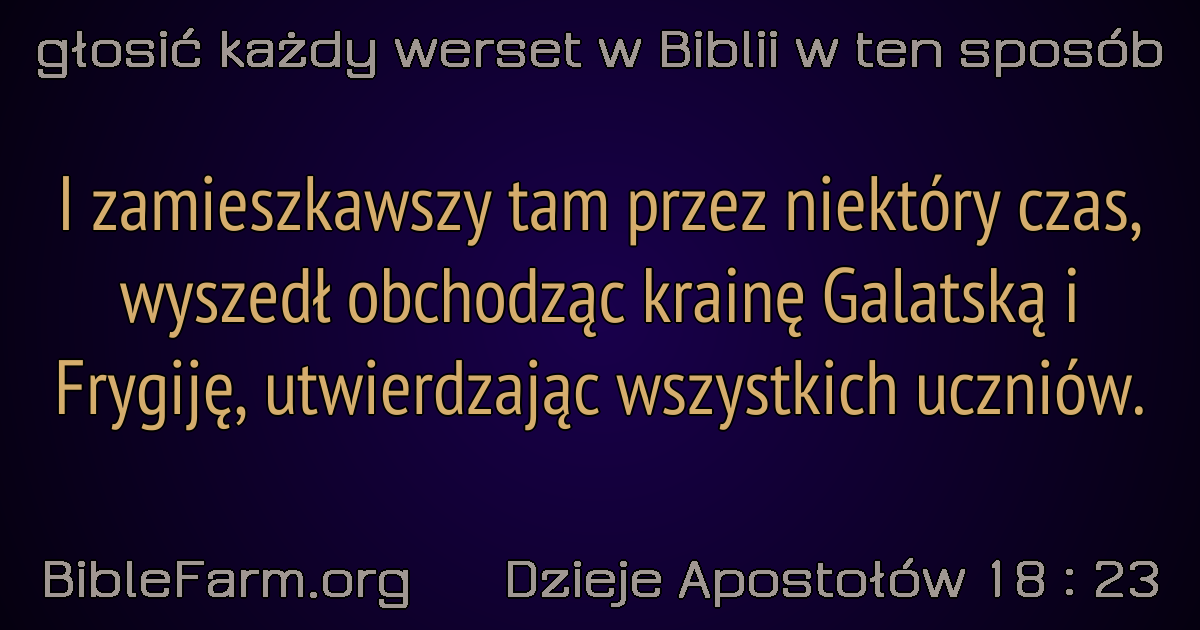 głosić każdy werset w Biblii w ten sposób
I zamieszkawszy tam przez niektóry czas,
wyszedł obchodząc krainę Galatską i
Frygiję, utwierdzając wszystkich uczniów.
BibleFarm.org Dzieje Apostołów 18 : 23